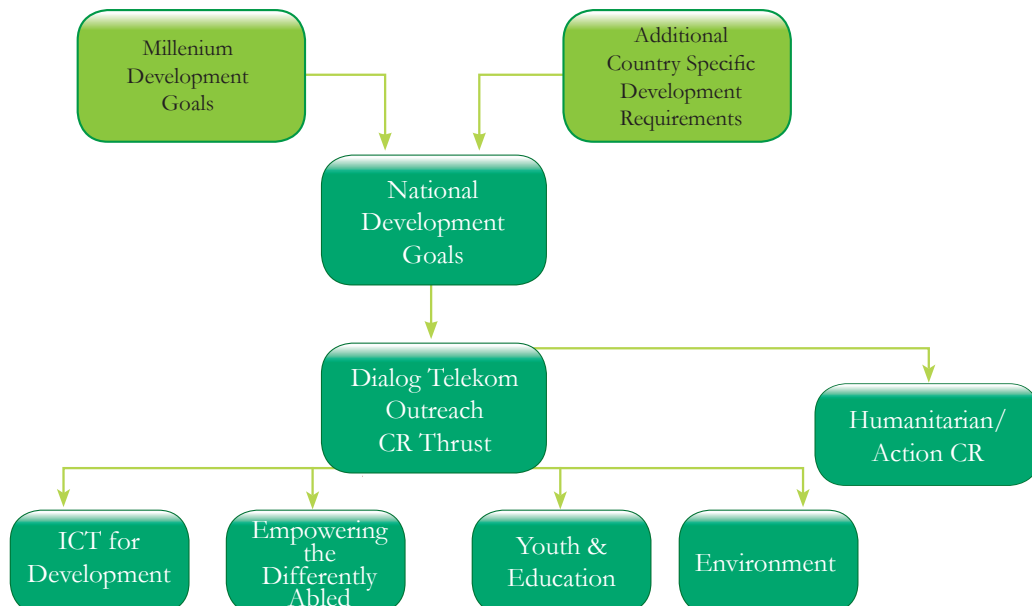 Millenium
Development
Goals
Additional
Country Specific
Development
Requirements
National
Development
Goals
Dialog Telekom
Outreach
CR Thrust
Humanitarian/
Action CR
ICT for
Development
Empowering
the
Differently
Abled
Youth &
Education
Environment